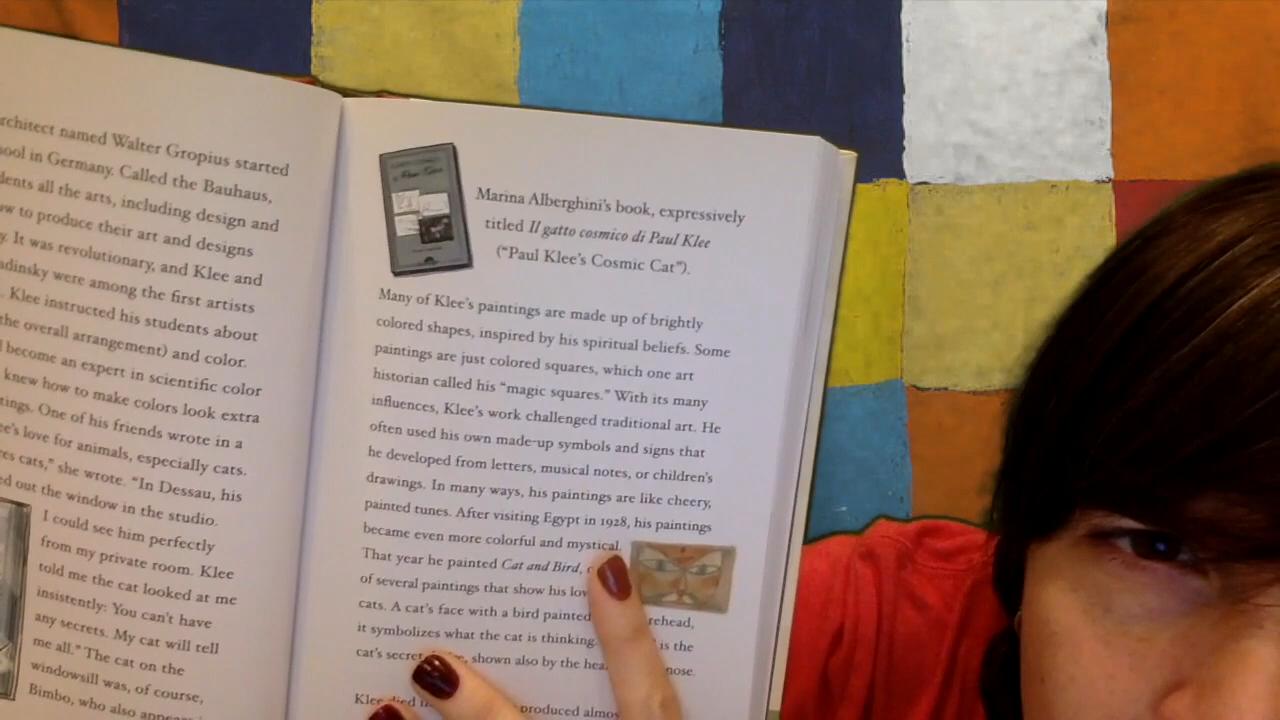 rchitect named Walter Gropius started
ool in Germany. Called the Bauhaus,
dents all the arts, including design and
w to produce their art and designs
y. It was revolutionary, and Klee and
adinsky were among the first artists
. Klee instructed his students about
the overall arrangement) and color.
become an expert in scientific color
knew how to make colors look extra
tings. One of his friends wrote in a
ee's love for animals, especially cats.
es cats," she wrote. "In Dessau, his
ed out the window in the studio.
I could see him perfectly
from my private room. Klee
told me the cat looked at me
insistently: You can't have
any secrets. My cat will tell
me all." The cat on the
windowsill was, of course,
Bimbo, who also
Marina Alberghini's book, expressively
titled Il gatto cosmico di Paul Klee
("Paul Klee's Cosmic Cat").
Many of Klee's paintings are made up of brightly
colored shapes, inspired by his spiritual beliefs. Some
paintings are just colored squares, which one art
historian called his "magic squares." With its many
influences, Klee's work challenged traditional art. He
often used his own made-up symbols and signs that
he developed from letters, musical notes, or children's
drawings. In many ways, his paintings are like cheery,
painted tunes. After visiting Egypt in 1928, his paintings
became even more colorful and mystical.
That year he painted Cat and Bird,
of several paintings that show his
cats. A cat's face with a bird painted rehead,
it symbolizes what the cat is thinking. is the
cat's secret shown also by the nose.
Klee died produced